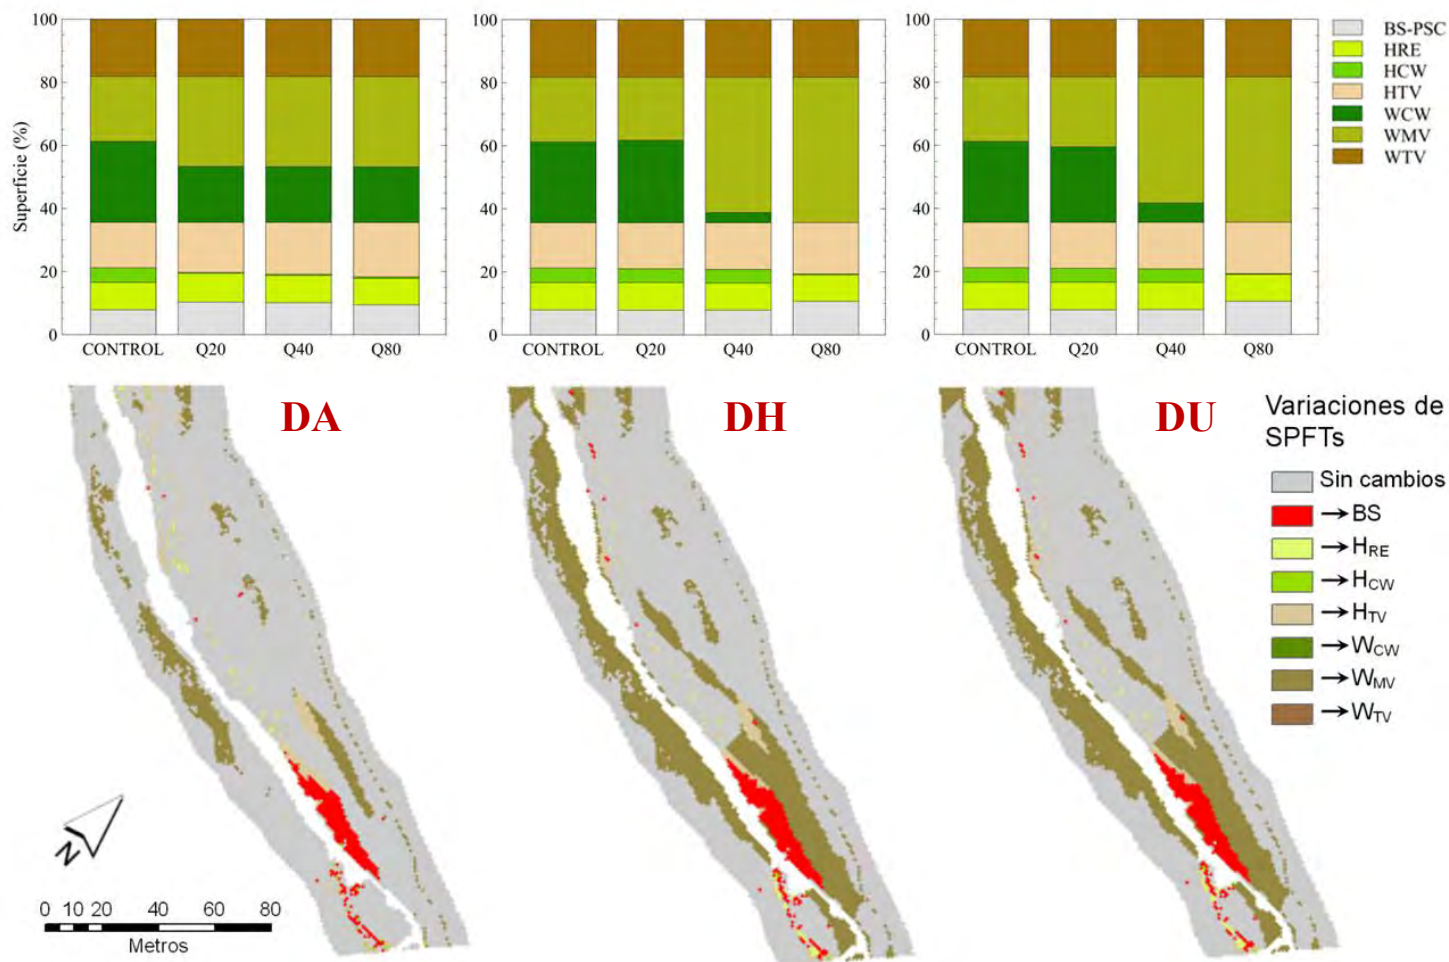 Superficie (%)
100
80
60
40
20
0
CONTROL Q20 Q40 Q80
100
80
60
40
20
0
CONTROL Q20 Q40 Q80
100
80
60
40
20
0
CONTROL Q20 Q40 Q80
BS-PSC
HRE
HCW
HTV
WCW
WMV
WTV
DA
DH
DU
Variaciones de
SPFTs
Sin cambios
→BS
→HRE
→HCW
→HTV
→WCW
→WMV
→WTV
N
0 10 20 40 60 80
Metros